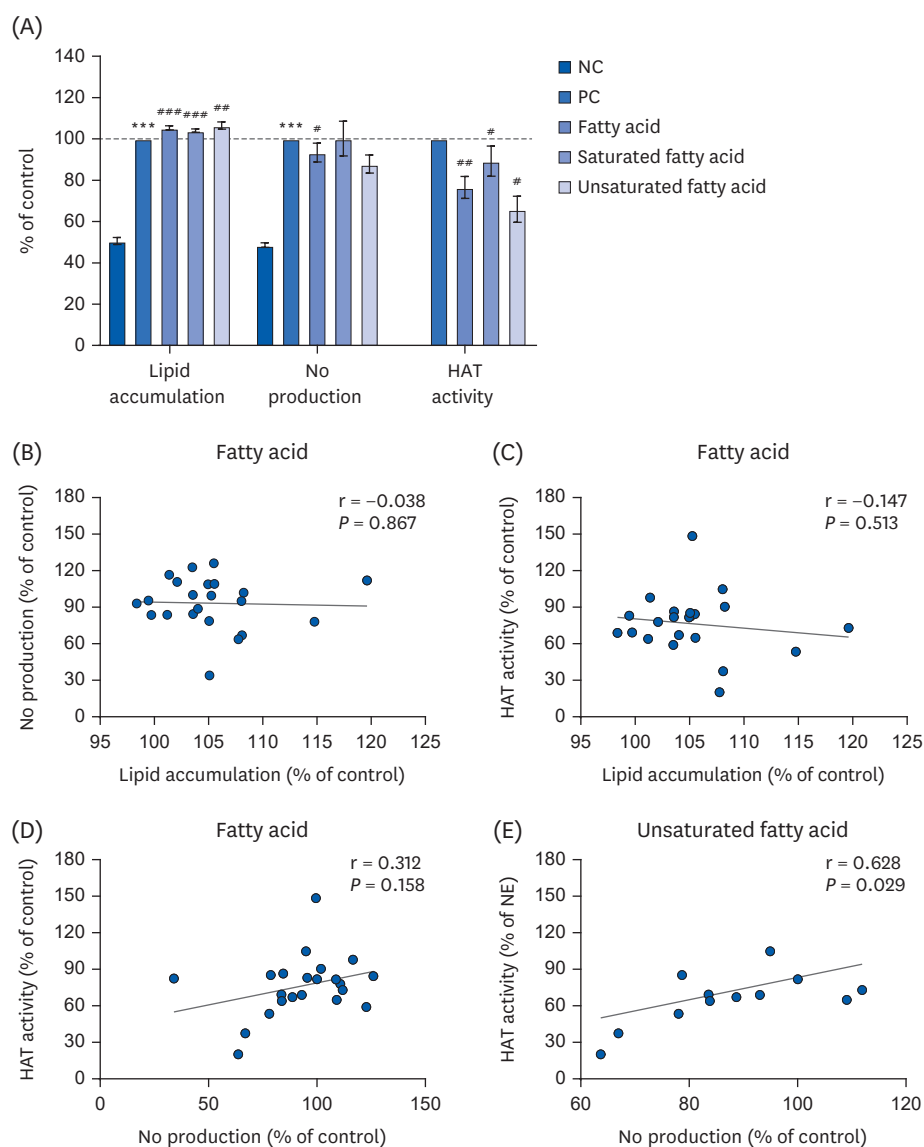 (A)
140
120
100
80
60
40
20
0
% of control
*** ### ### ##
*** #
## # #
Lipid
accumulation
No
production
HAT
activity
NC
PC
Fatty acid
Saturated fatty acid
Unsaturated fatty acid
(B)
Fatty acid
r = −0.038
P = 0.867
180
150
120
90
60
30
0
No production (% of control)
95 100 105 110 115 120 125
Lipid accumulation (% of control)
(C)
Fatty acid
r = −0.147
P = 0.513
180
150
120
90
60
30
0
HAT activity (% of control)
95 100 105 110 115 120 125
Lipid accumulation (% of control)
(D)
Fatty acid
r = 0.312
P = 0.158
180
150
120
90
60
30
0
HAT activity (% of control)
0 50 100 150
No production (% of control)
(E)
Unsaturated fatty acid
r = 0.628
P = 0.029
180
150
120
90
60
30
0
HAT activity (% of NE)
60 80 100 120
No production (% of control)